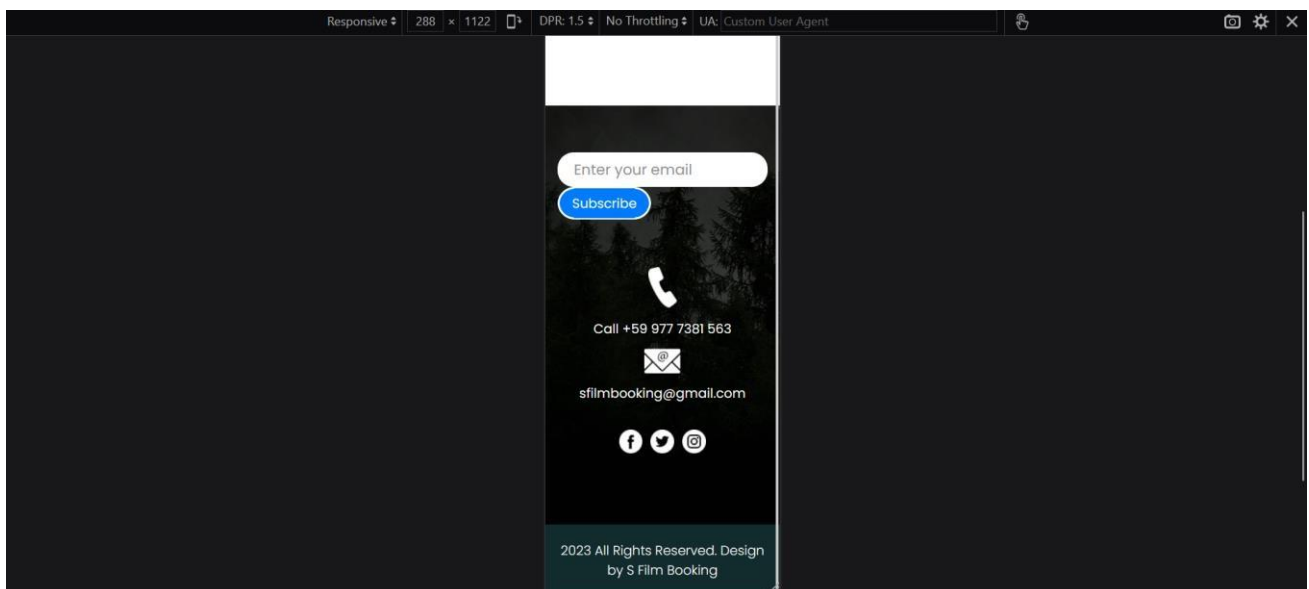 Responsive 288 × 1122 DPR: 1.5 No Throttling UA: Custom User Agent
Enter your email
Subscribe
Call +59 977 7381 563
@
sfilmbooking@gmail.com
2023 All Rights Reserved. Design
by S Film Booking